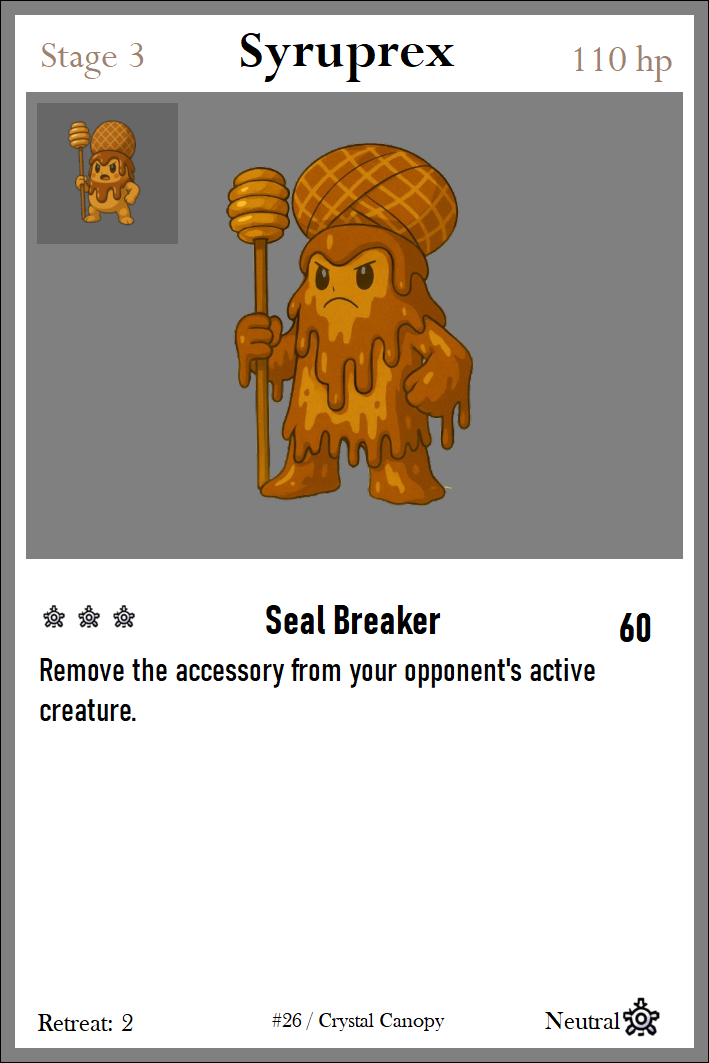 Stage 3
Syruprex
110 hp
Seal Breaker
60
Remove the accessory from your opponent's active
creature.
Retreat: 2
#26 / Crystal Canopy
Neutral